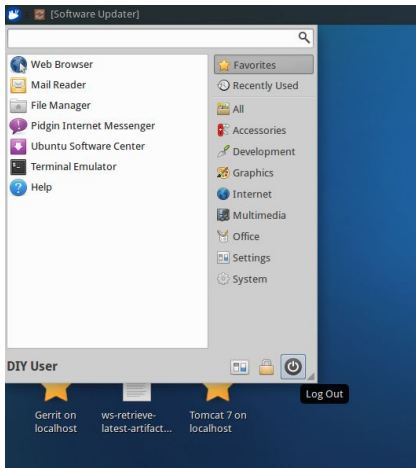 [Software Updater]
Web Browser
Mail Reader
File Manager
Pidgin Internet Messenger
Ubuntu Software Center
Terminal Emulator
Help
Favorites
Recently Used
All
Accessories
Development
Graphics
Internet
Multimedia
Office
Settings
System
DIY User
Log Out
Gerrit on
localhost
ws-retrieve-
latest-artifact...
Tomcat 7 on
localhost